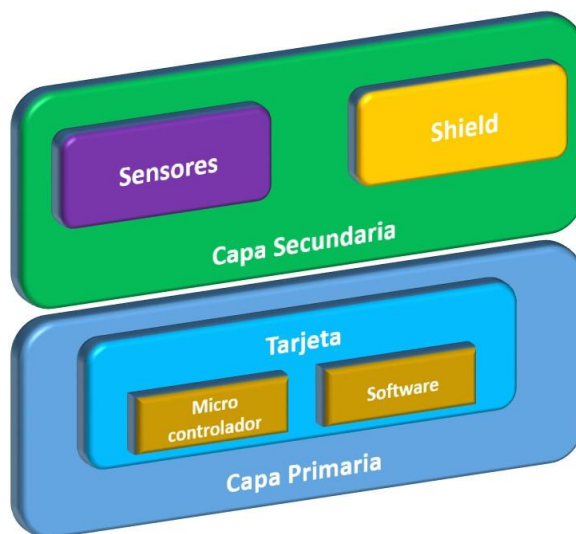 Sensores
Shield
Capa Secundaria
Tarjeta
Micro
controlador
Software
Capa Primaria